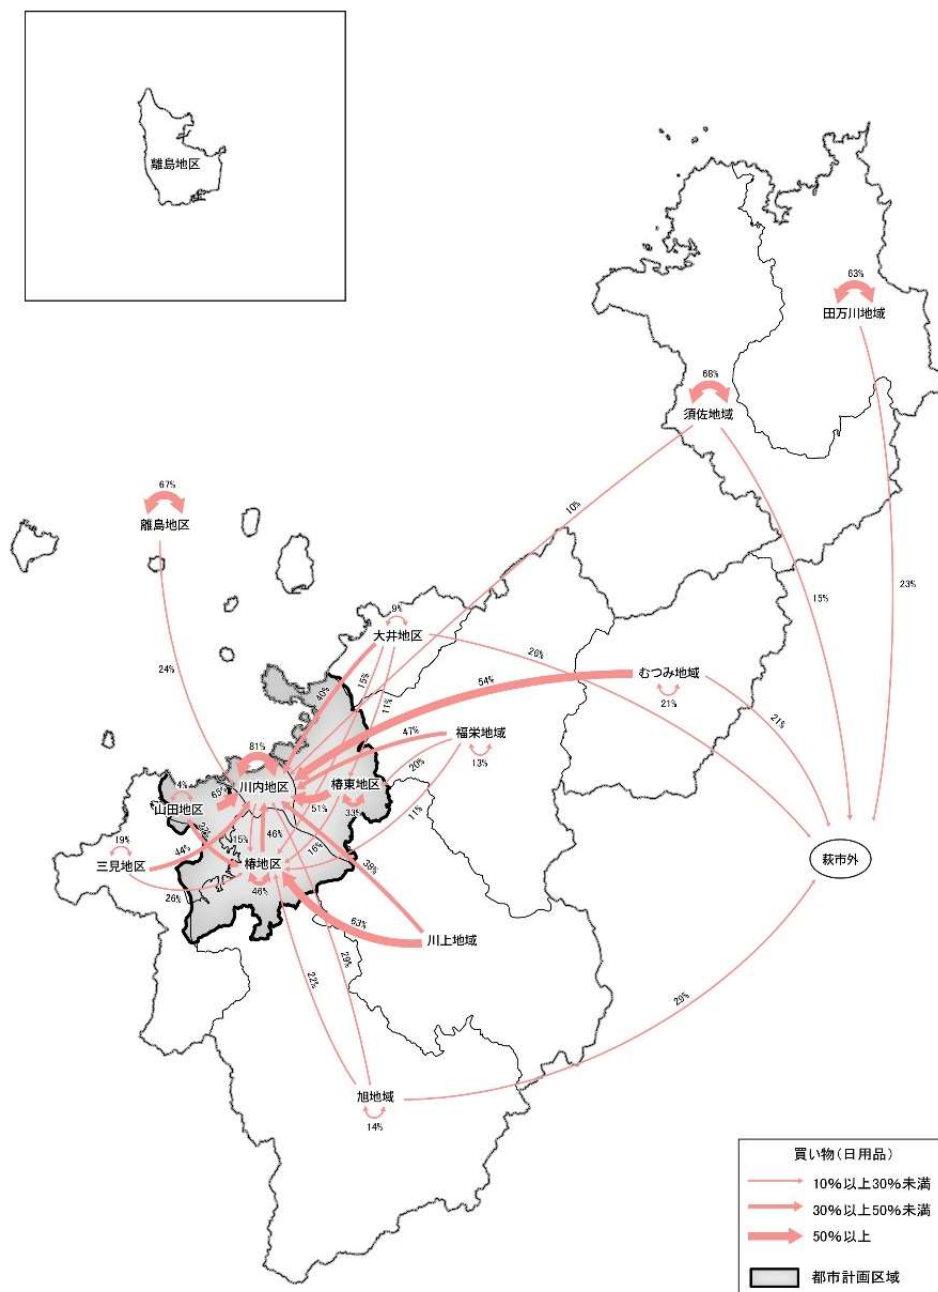 離島地区
63%
田万川地域
68%
須佐地域
67%
離島地区
10%
15%
23%
9%
大井地区
24%
40%
15%
11%
26%
むつみ地域
21%
54%
21%
47%
福栄地域
13%
20%
11%
81%
川内地区
椿東地区
33%
51%
4%
65%
山田地区
19%
三見地区
44%
15%
46%
16%
椿地区
46%
26%
38%
63%
川上地域
萩市外
22%
29%
29%
旭地域
14%
買い物(日用品)
10%以上30%未満
30%以上50%未満
50%以上
都市計画区域